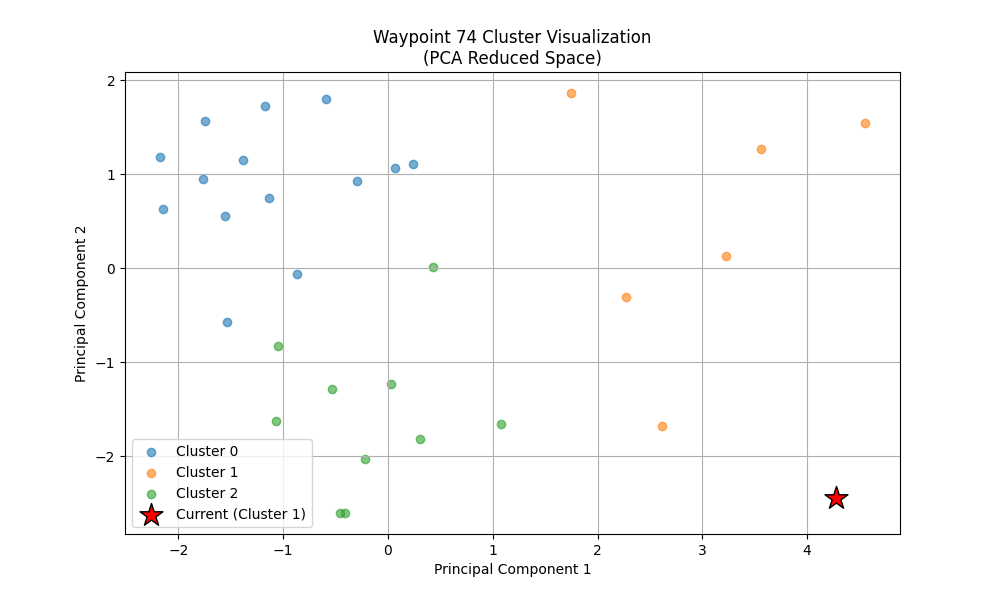 Waypoint 74 Cluster Visualization
(PCA Reduced Space)
Principal Component 2
2
1
0
−1
−2
Cluster 0
Cluster 1
Cluster 2
Current (Cluster 1)
−2
−1
0
1
2
3
4
Principal Component 1